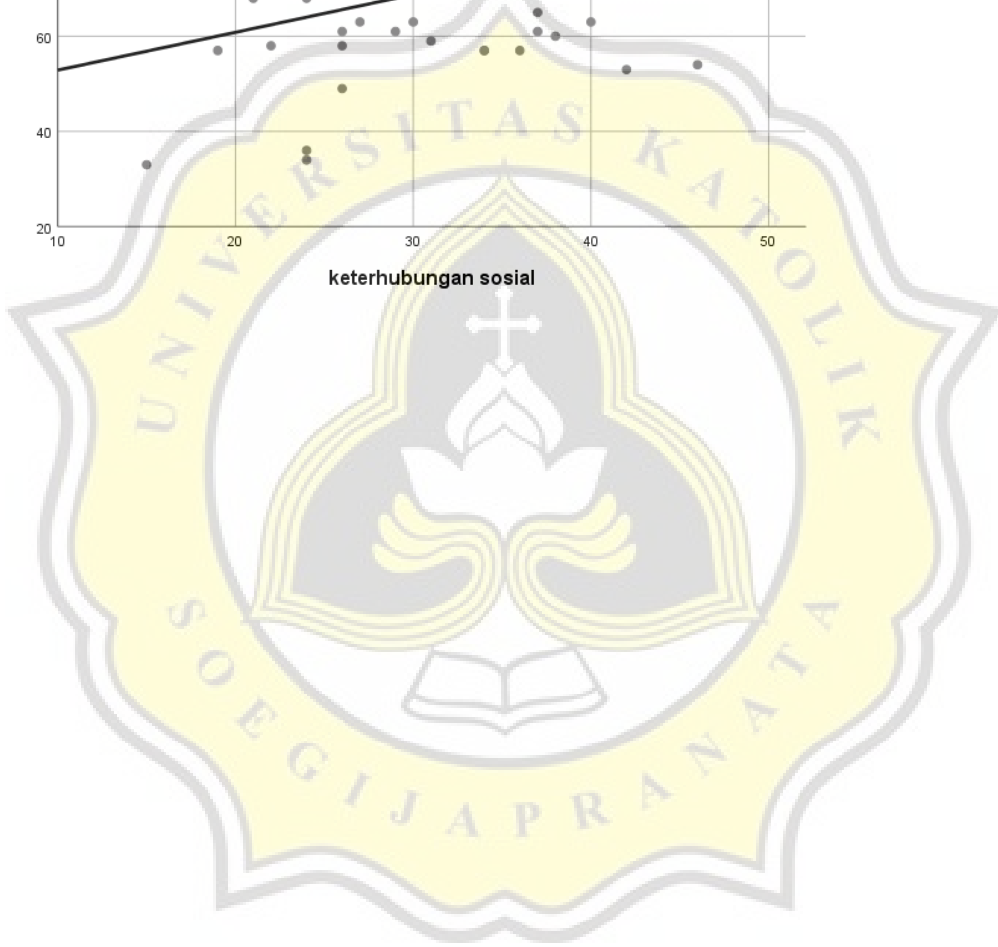 60
40
20
10 20 30 40 50
keterhubungan sosial
UNIVERSITAS KATOLIK
SOEGIJAPRANATA